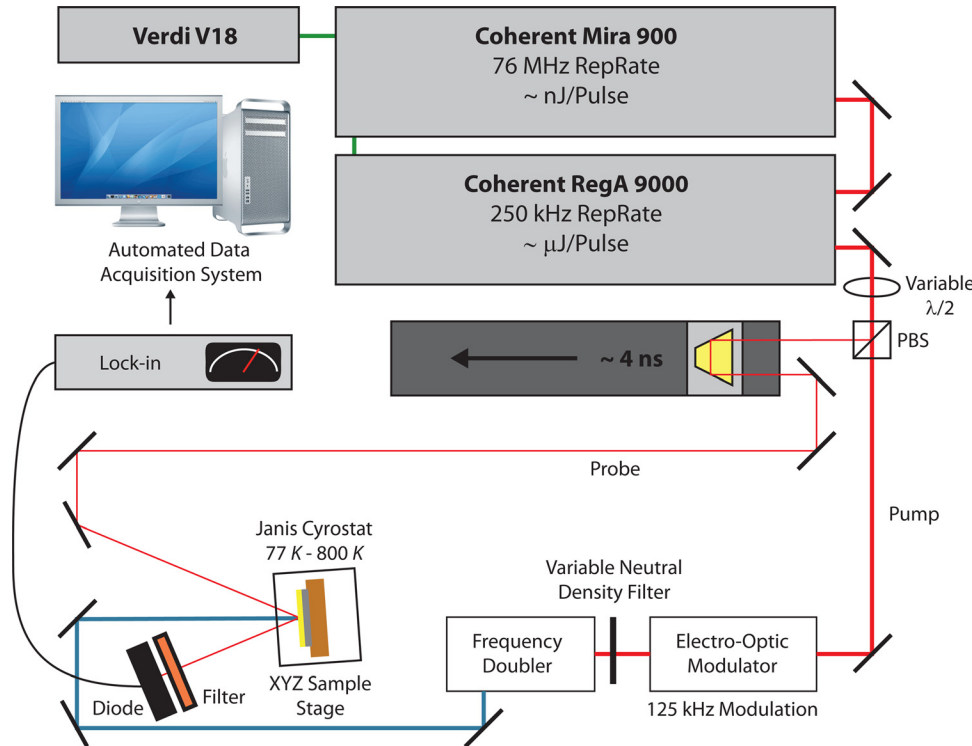 Verdi V18
Coherent Mira 900
76 MHz RepRate
~ nJ/Pulse
Coherent RegA 9000
250 kHz RepRate
~ μJ/Pulse
Automated Data
Acquisition System
Variable
λ/2
PBS
Lock-in
~ 4 ns
Probe
Pump
Janis Cyrostat
77 K - 800 K
Variable Neutral
Density Filter
Frequency
Doubler
Electro-Optic
Modulator
125 kHz Modulation
XYZ Sample
Stage
Diode
Filter